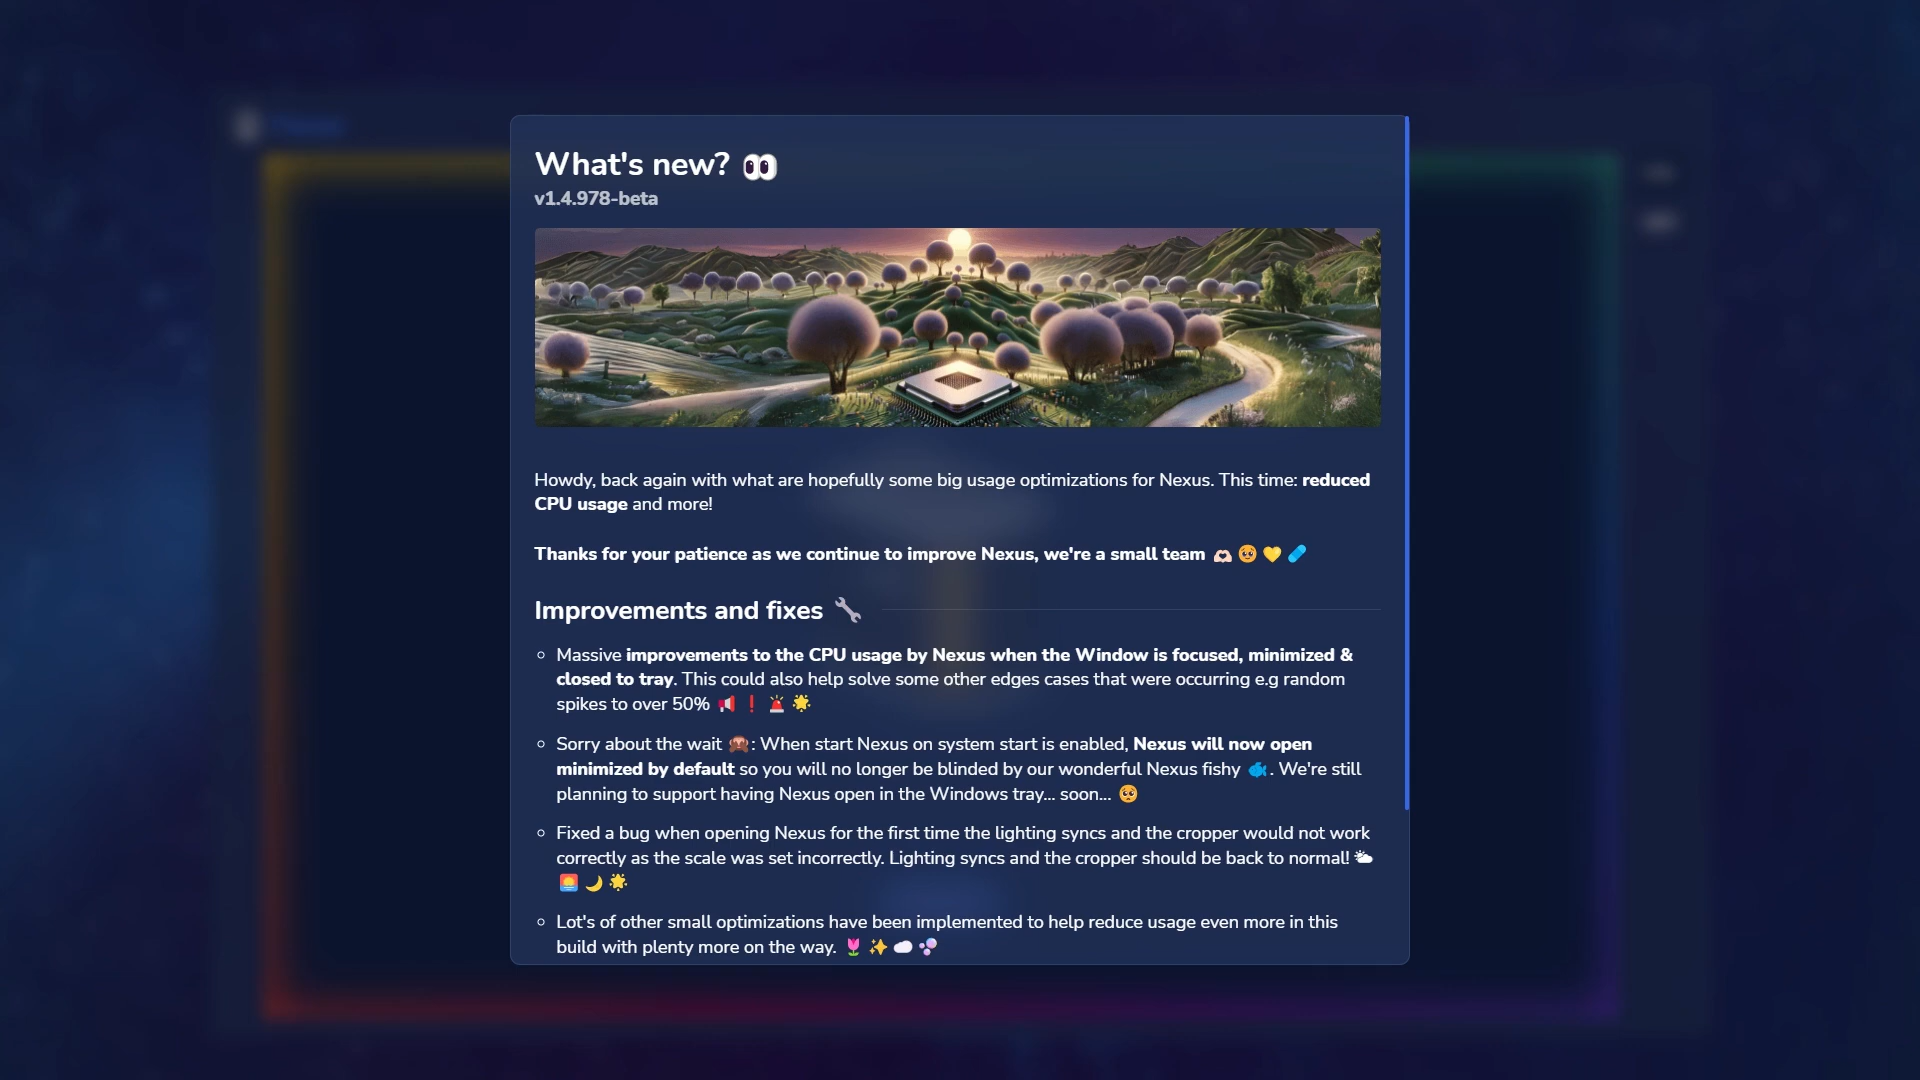 What's new? 👀
v1.4.978-beta
Howdy, back again with what are hopefully some big usage optimizations for Nexus. This time: reduced
CPU usage and more!
Thanks for your patience as we continue to improve Nexus, we're a small team 🫶🏻 🥹 💛 🩹
Improvements and fixes 🔧
Massive improvements to the CPU usage by Nexus when the Window is focused, minimized &
closed to tray. This could also help solve some other edges cases that were occurring e.g random
spikes to over 50% 📢 ❗ 🚨 🌟
Sorry about the wait 🙈: When start Nexus on system start is enabled, Nexus will now open
minimized by default so you will no longer be blinded by our wonderful Nexus fishy 🐟. We're still
planning to support having Nexus open in the Windows tray... soon... 🥺
Fixed a bug when opening Nexus for the first time the lighting syncs and the cropper would not work
correctly as the scale was set incorrectly. Lighting syncs and the cropper should be back to normal! 🌥️
🌅 🌙 🌟
Lot's of other small optimizations have been implemented to help reduce usage even more in this
build with plenty more on the way. 🌷 ✨ ☁️ 🫧